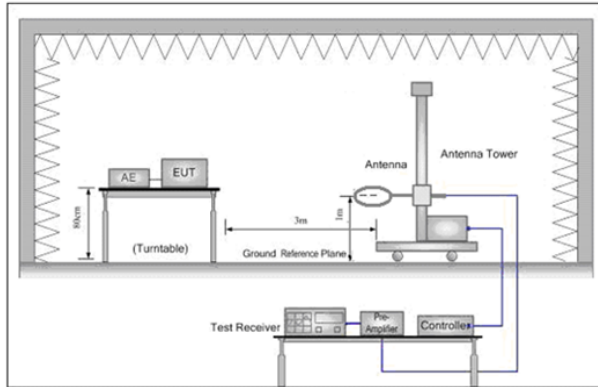 Antenna Tower
Antenna
EUT
AE
80cm
3m
1m
(Turntable)
Ground Reference Plane
Test Receiver
Pre-
Amplifier
Controller